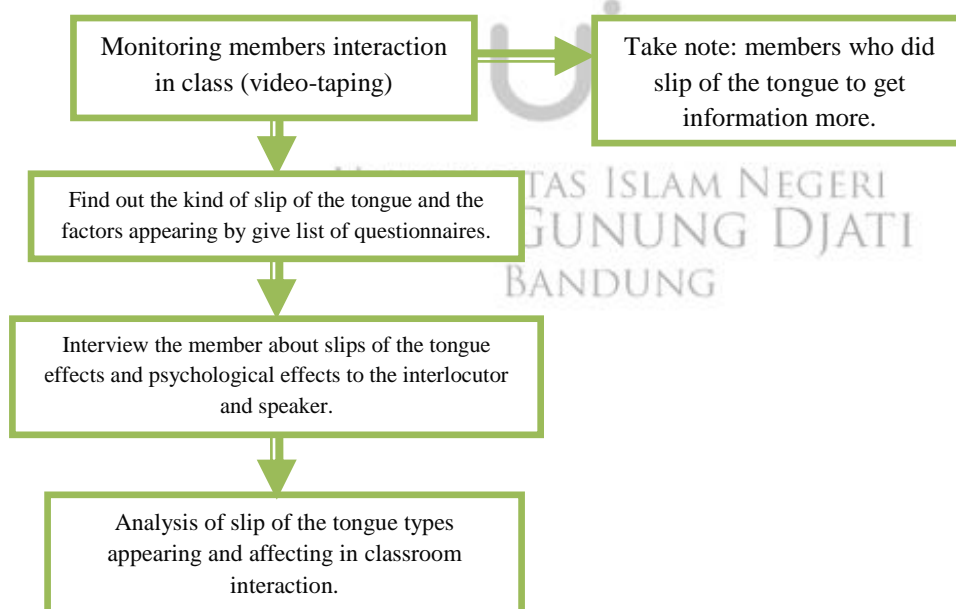 Monitoring members interaction
in class (video-taping)
Take note: members who did
slip of the tongue to get
information more.
Find out the kind of slip of the tongue and the
factors appearing by give list of questionnaires.
TAS ISLAM NEGERI
GUNUNG DJATI
BANDUNG
Interview the member about slips of the tongue
effects and psychological effects to the interlocutor
and speaker.
Analysis of slip of the tongue types
appearing and affecting in classroom
interaction.